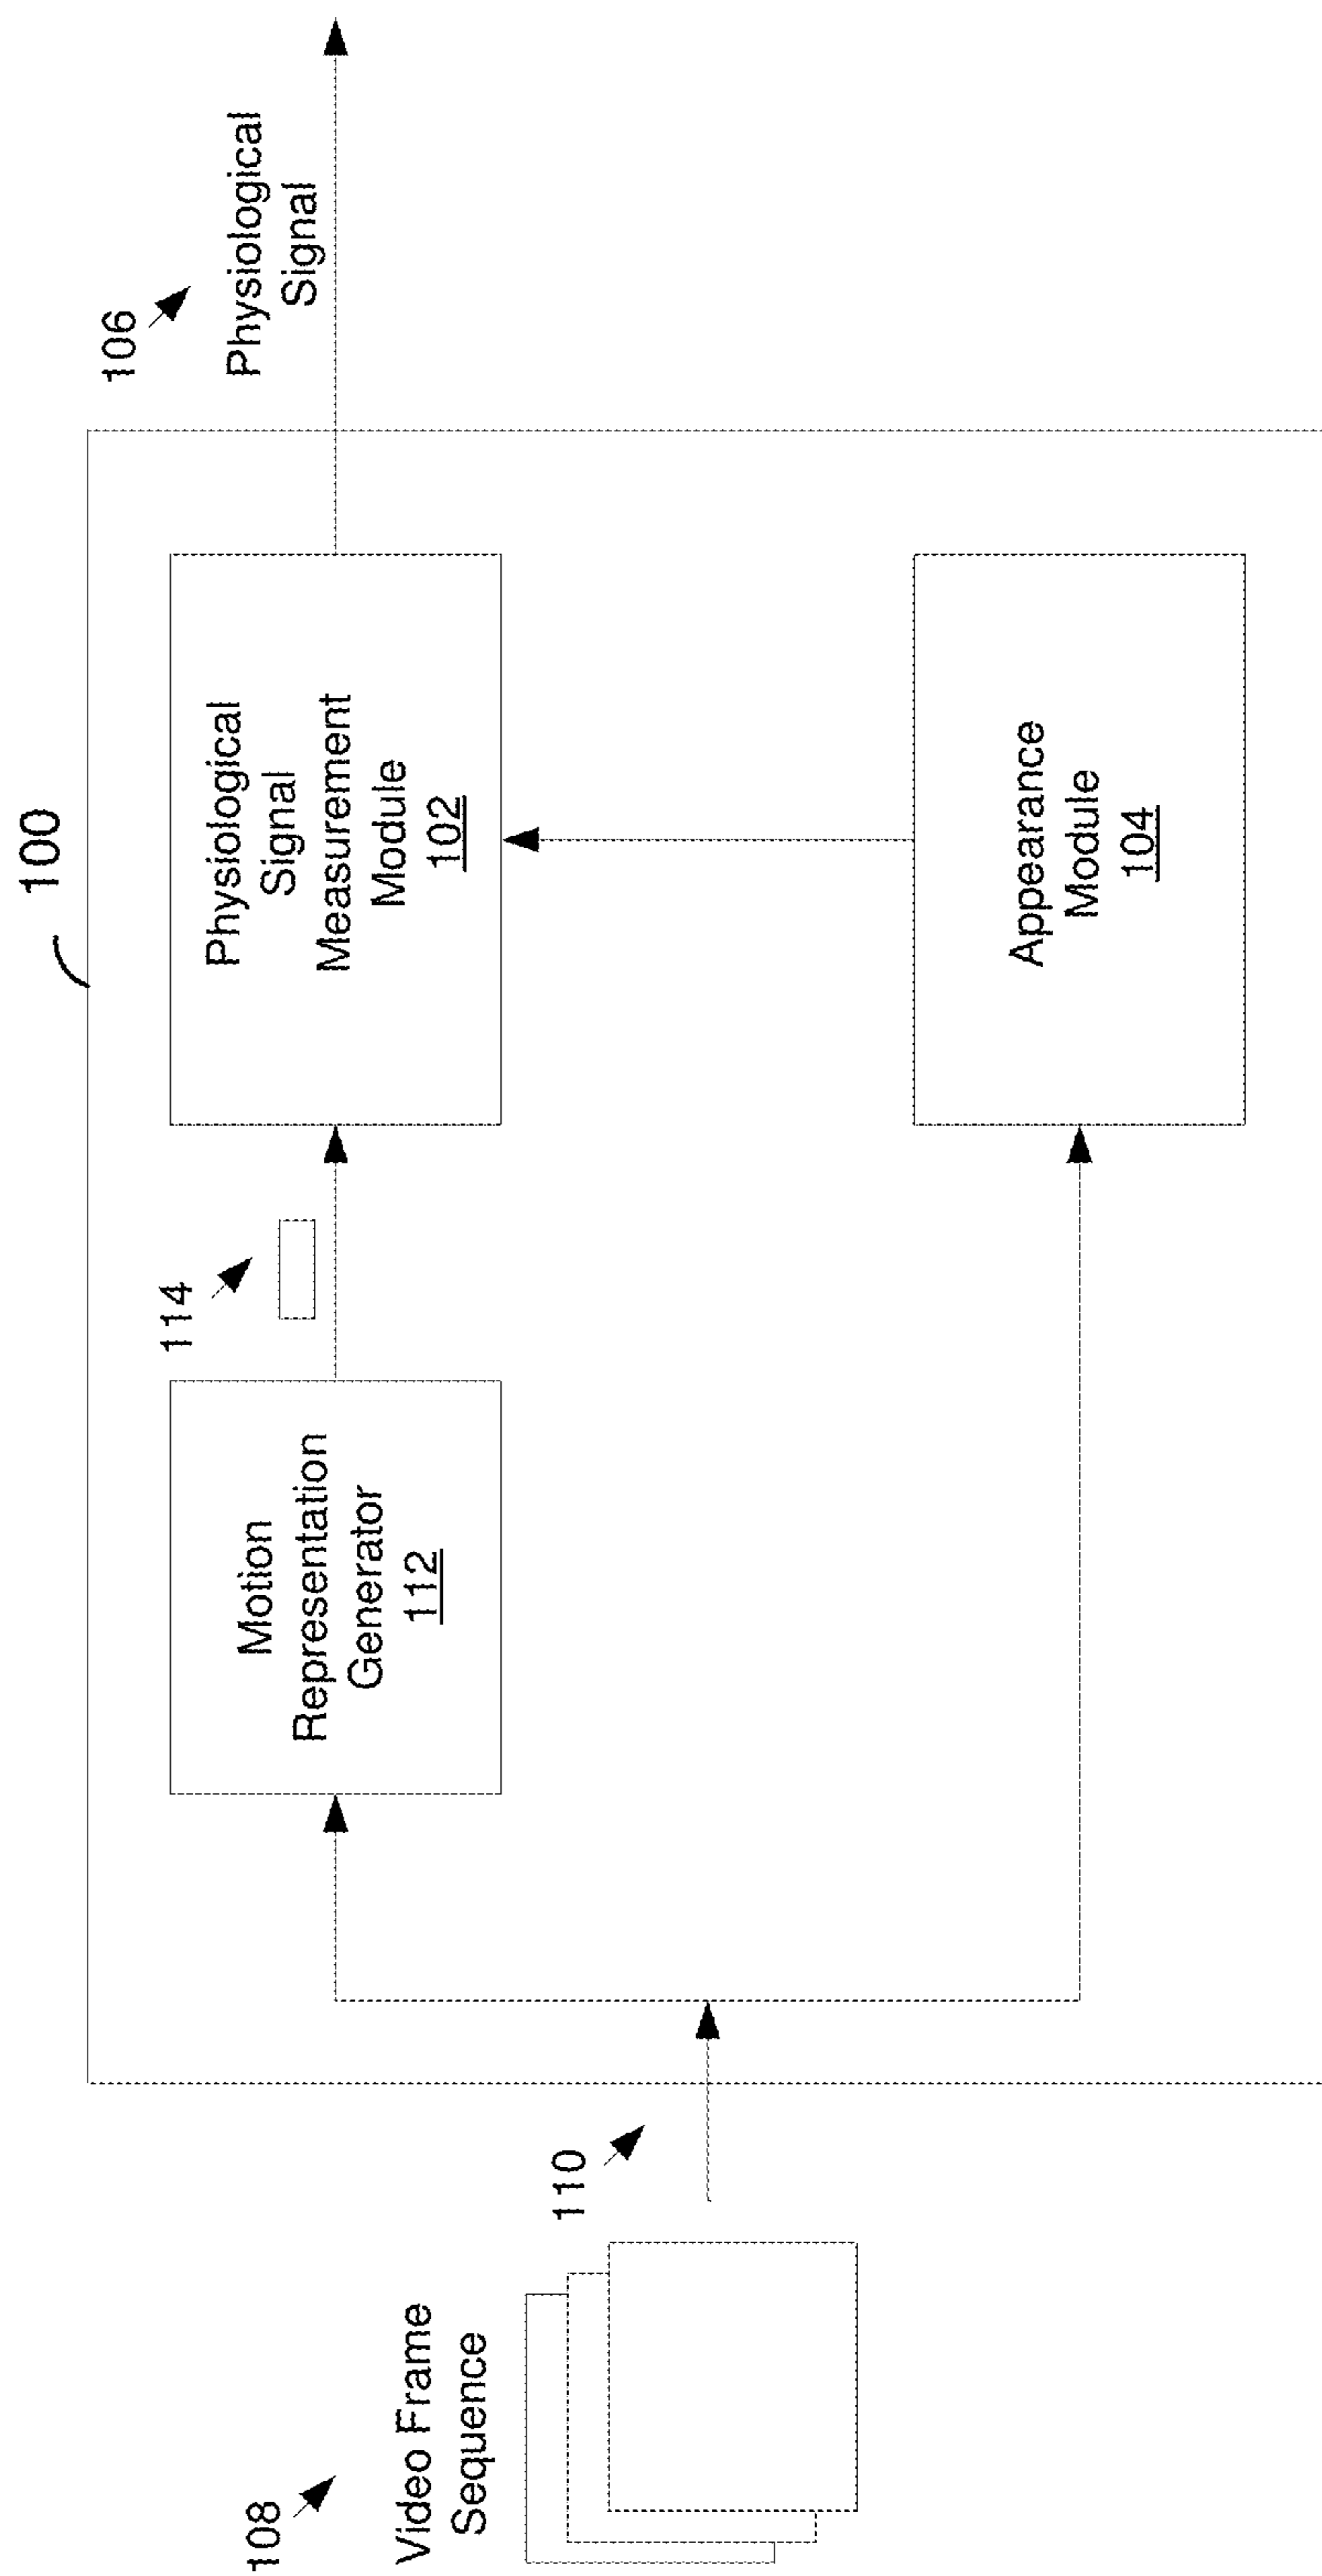 100
106
Physiological
Signal
114
Motion
Representation
Generator
112
Physiological
Signal
Measurement
Module
102
108
Video Frame
Sequence
110
Appearance
Module
104